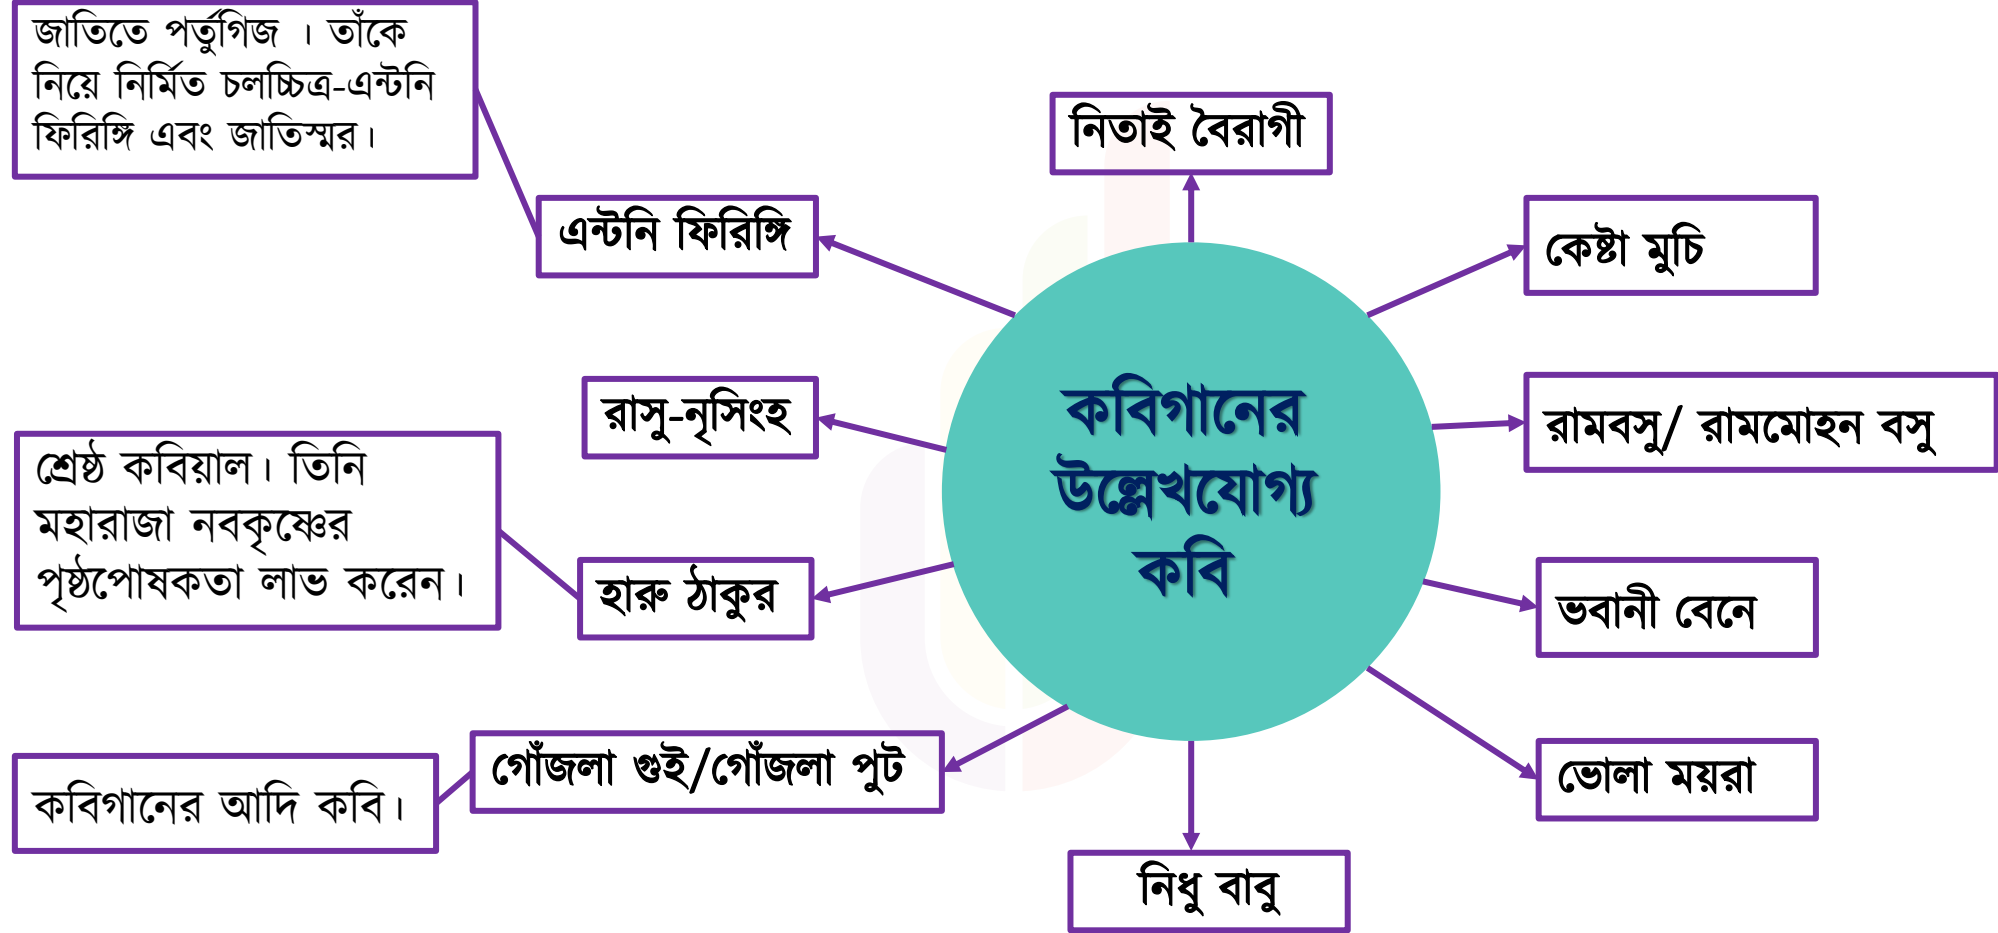 জাতিতে পর্তুগিজ । তাঁকে
নিয়ে নির্মিত চলচ্চিত্র-এন্টনি
ফিরিঙ্গি এবং জাতিস্মর।
নিতাই বৈরাগী
এন্টনি ফিরিঙ্গি
কেষ্টা মুচি
রাসু-নৃসিংহ
রামবসু/ রামমোহন বসু
কবিগানের
উল্লেখযোগ্য
কবি
শ্রেষ্ঠ কবিয়াল। তিনি
মহারাজা নবকৃষ্ণের
পৃষ্ঠপোষকতা লাভ করেন।
হারু ঠাকুর
ভবানী বেনে
গোঁজলা গুই/গোঁজলা পুট
ভোলা ময়রা
কবিগানের আদি কবি।
নিধু বাবু